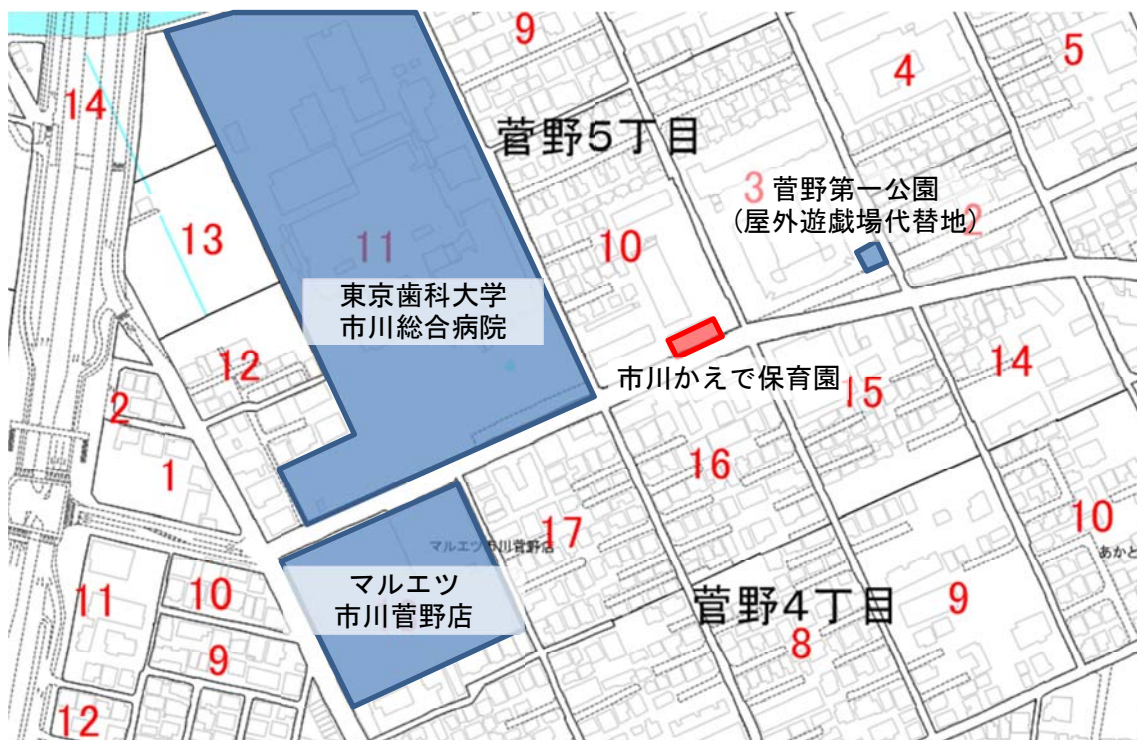 9
4
5
14
菅野5丁目
3
菅野第一公園
(屋外遊戯場代替地)
2
13
11
10
東京歯科大学
市川総合病院
12
市川かえで保育園
15
14
2
1
16
17
10
マルエツ市川菅野店
あかと
マルエツ
市川菅野店
11
10
菅野4丁目
9
9
8
12